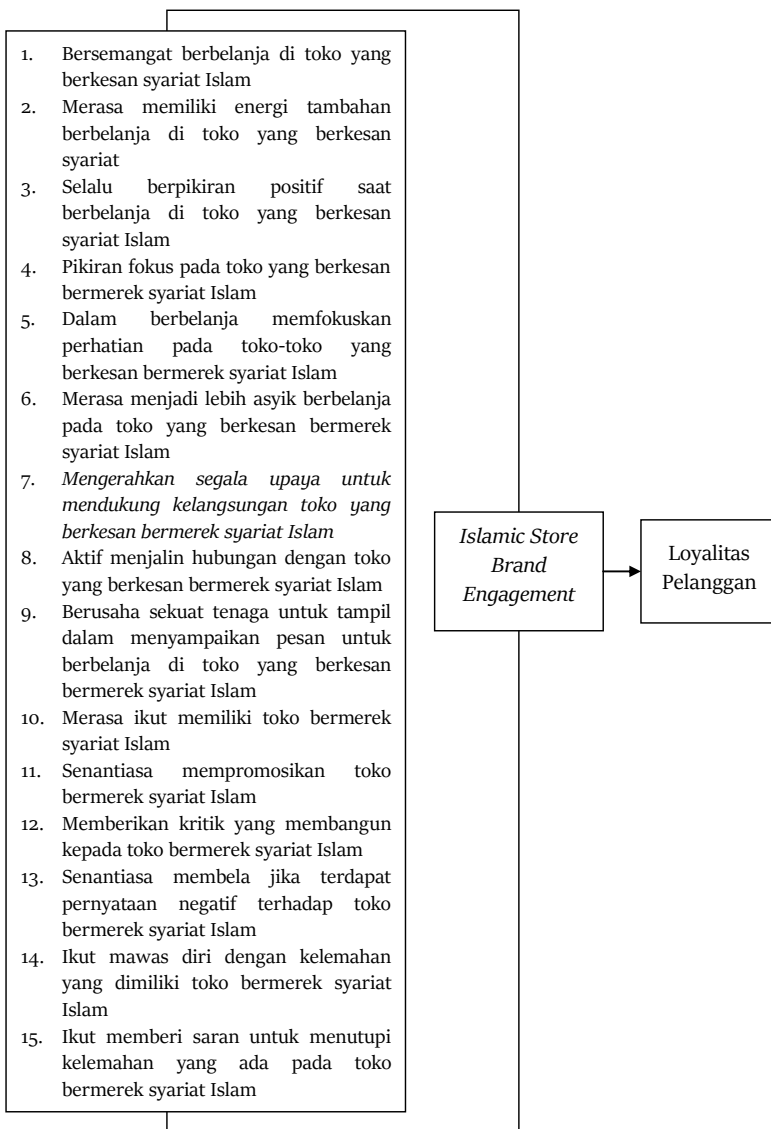 1. Bersemangat berbelanja di toko yang
berkesan syariat Islam
2. Merasa memiliki energi tambahan
berbelanja di toko yang berkesan
syariat
3. Selalu berpikiran positif saat
berbelanja di toko yang berkesan
syariat Islam
4. Pikiran fokus pada toko yang berkesan
bermerek syariat Islam
5. Dalam berbelanja memfokuskan
perhatian pada toko-toko yang
berkesan bermerek syariat Islam
6. Merasa menjadi lebih asyik berbelanja
pada toko yang berkesan bermerek
syariat Islam
7. Mengerahkan segala upaya untuk
mendukung kelangsungan toko yang
berkesan bermerek syariat Islam
8. Aktif menjalin hubungan dengan toko
yang berkesan bermerek syariat Islam
9. Berusaha sekuat tenaga untuk tampil
dalam menyampaikan pesan untuk
berbelanja di toko yang berkesan
bermerek syariat Islam
10. Merasa ikut memiliki toko bermerek
syariat Islam
11. Senantiasa mempromosikan toko
bermerek syariat Islam
12. Memberikan kritik yang membangun
kepada toko bermerek syariat Islam
13. Senantiasa membela jika terdapat
pernyataan negatif terhadap toko
bermerek syariat Islam
14. Ikut mawas diri dengan kelemahan
yang dimiliki toko bermerek syariat
Islam
15. Ikut memberi saran untuk menutupi
kelemahan yang ada pada toko
bermerek syariat Islam
Islamic Store
Brand
Engagement
Loyalitas
Pelanggan